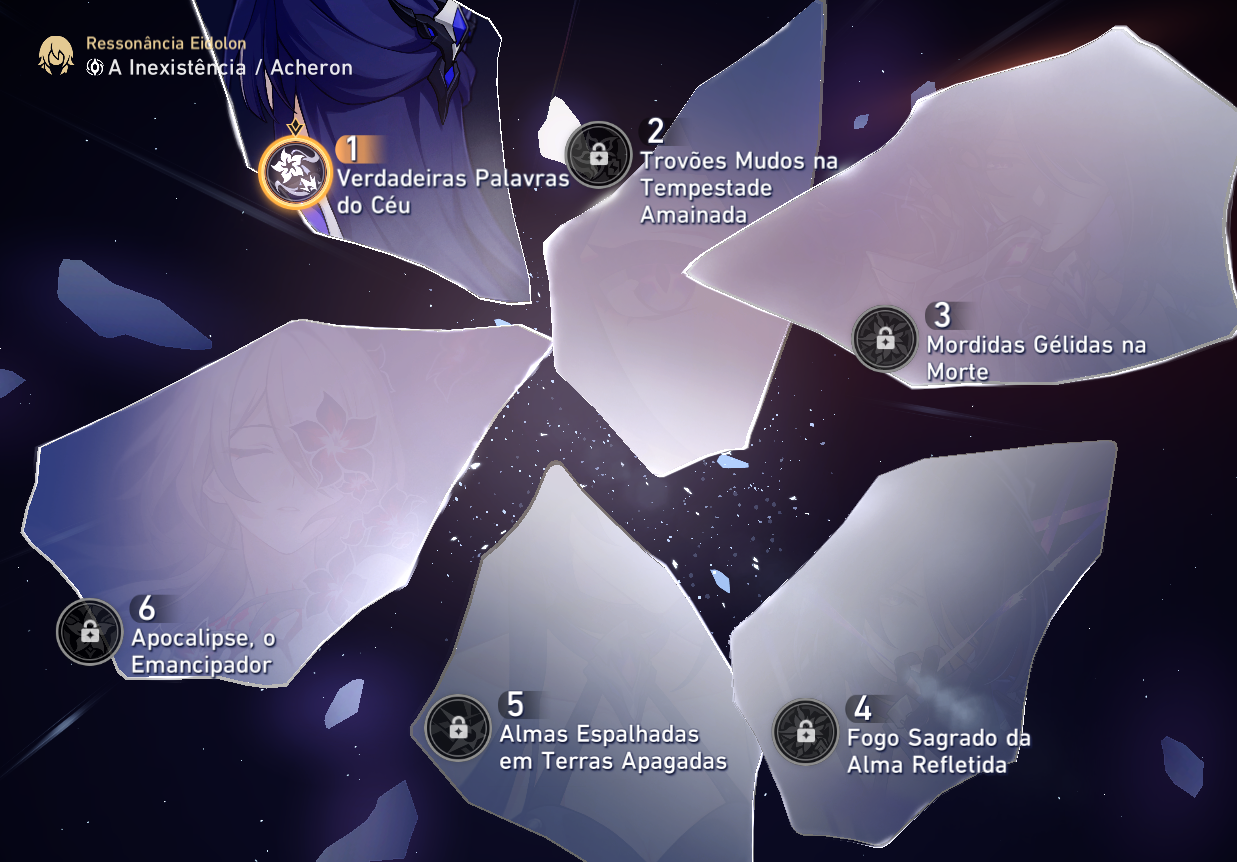 Ressonância Eidolon
A Inexistência / Acheron
1
Verdadeiras Palavras
do Céu
2
Trovões Mudos na
Tempestade
Amainada
3
Mordidas Gélidas na
Morte
4
Fogo Sagrado da
Alma Refletida
5
Almas Espalhadas
em Terras Apagadas
6
Apocalipse, o
Emancipador